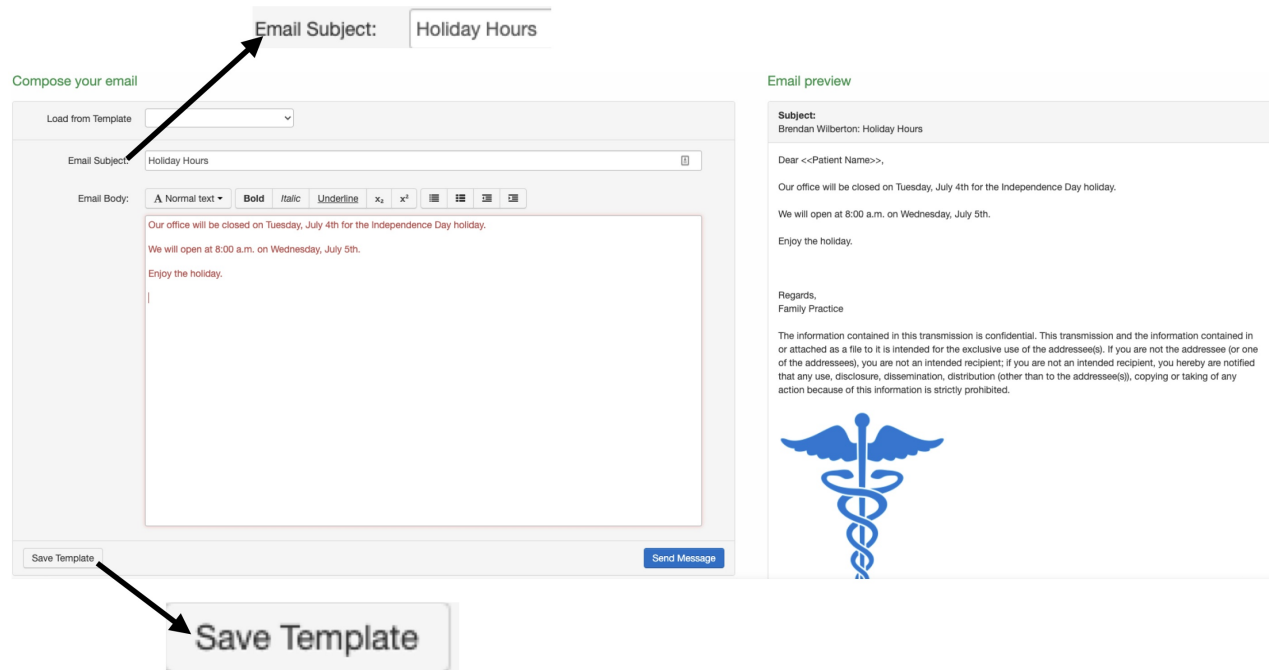 Email Subject: Holiday Hours
Compose your email
Load from Template
Email Subject: Holiday Hours
Email Body: A Normal text Bold Italic Underline x₂ x²
Our office will be closed on Tuesday, July 4th for the Independence Day holiday.
We will open at 8:00 a.m. on Wednesday, July 5th.
Enjoy the holiday.
Save Template Send Message
Save Template
Email preview
Subject:
Brendan Wilberton: Holiday Hours
Dear <<Patient Name>>,
Our office will be closed on Tuesday, July 4th for the Independence Day holiday.
We will open at 8:00 a.m. on Wednesday, July 5th.
Enjoy the holiday.
Regards,
Family Practice
The information contained in this transmission is confidential. This transmission and the information contained in
or attached as a file to it is intended for the exclusive use of the addressee(s). If you are not the addressee (or one
of the addressees), you are not an intended recipient; if you are not an intended recipient, you hereby are notified
that any use, disclosure, dissemination, distribution (other than to the addressee(s)), copying or taking of any
action because of this information is strictly prohibited.